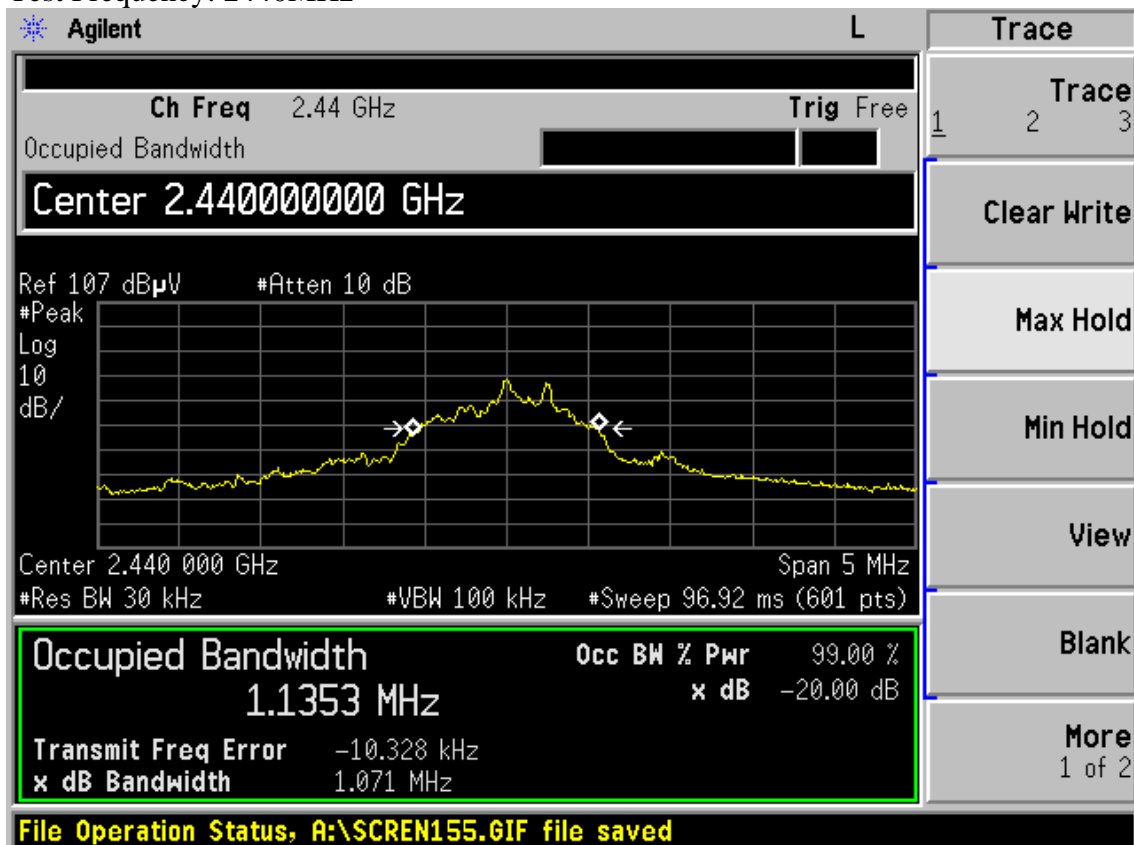 Agilent L Trace
Ch Freq 2.44 GHz Trig Free
Occupied Bandwidth
Center 2.440000000 GHz
Ref 107 dBµV #Atten 10 dB
#Peak
Log
10
dB/
Center 2.440 000 GHz Span 5 MHz
#Res BW 30 kHz #VBW 100 kHz #Sweep 96.92 ms (601 pts)
Occupied Bandwidth Occ BW % Pwr 99.00 %
1.1353 MHz x dB -20.00 dB
Transmit Freq Error -10.328 kHz
x dB Bandwidth 1.071 MHz
File Operation Status, A:\SCREN155.GIF file saved
Trace
1 2 3
Clear Write
Max Hold
Min Hold
View
Blank
More
1 of 2